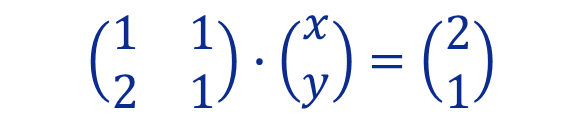 (1 1) · (x) = (2)
(2 1) (y) (1)